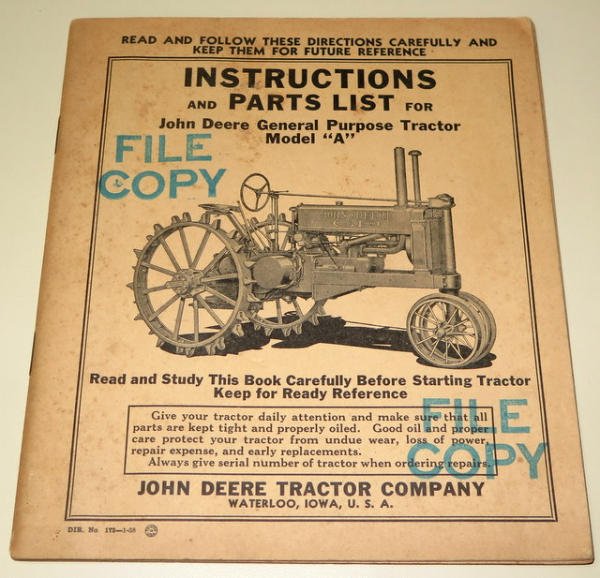 READ AND FOLLOW THESE DIRECTIONS CAREFULLY AND
KEEP THEM FOR FUTURE REFERENCE
INSTRUCTIONS
AND PARTS LIST FOR
John Deere General Purpose Tractor
Model "A"
FILE
COPY
JOHN DEERE
Read and Study This Book Carefully Before Starting Tractor
Keep for Ready Reference
FILE
COPY
Give your tractor daily attention and make sure that all
parts are kept tight and properly oiled. Good oil and proper
care protect your tractor from undue wear, loss of power,
repair expense, and early replacements.
Always give serial number of tractor when ordering repairs.
JOHN DEERE TRACTOR COMPANY
WATERLOO, IOWA, U. S. A.
DIR. No